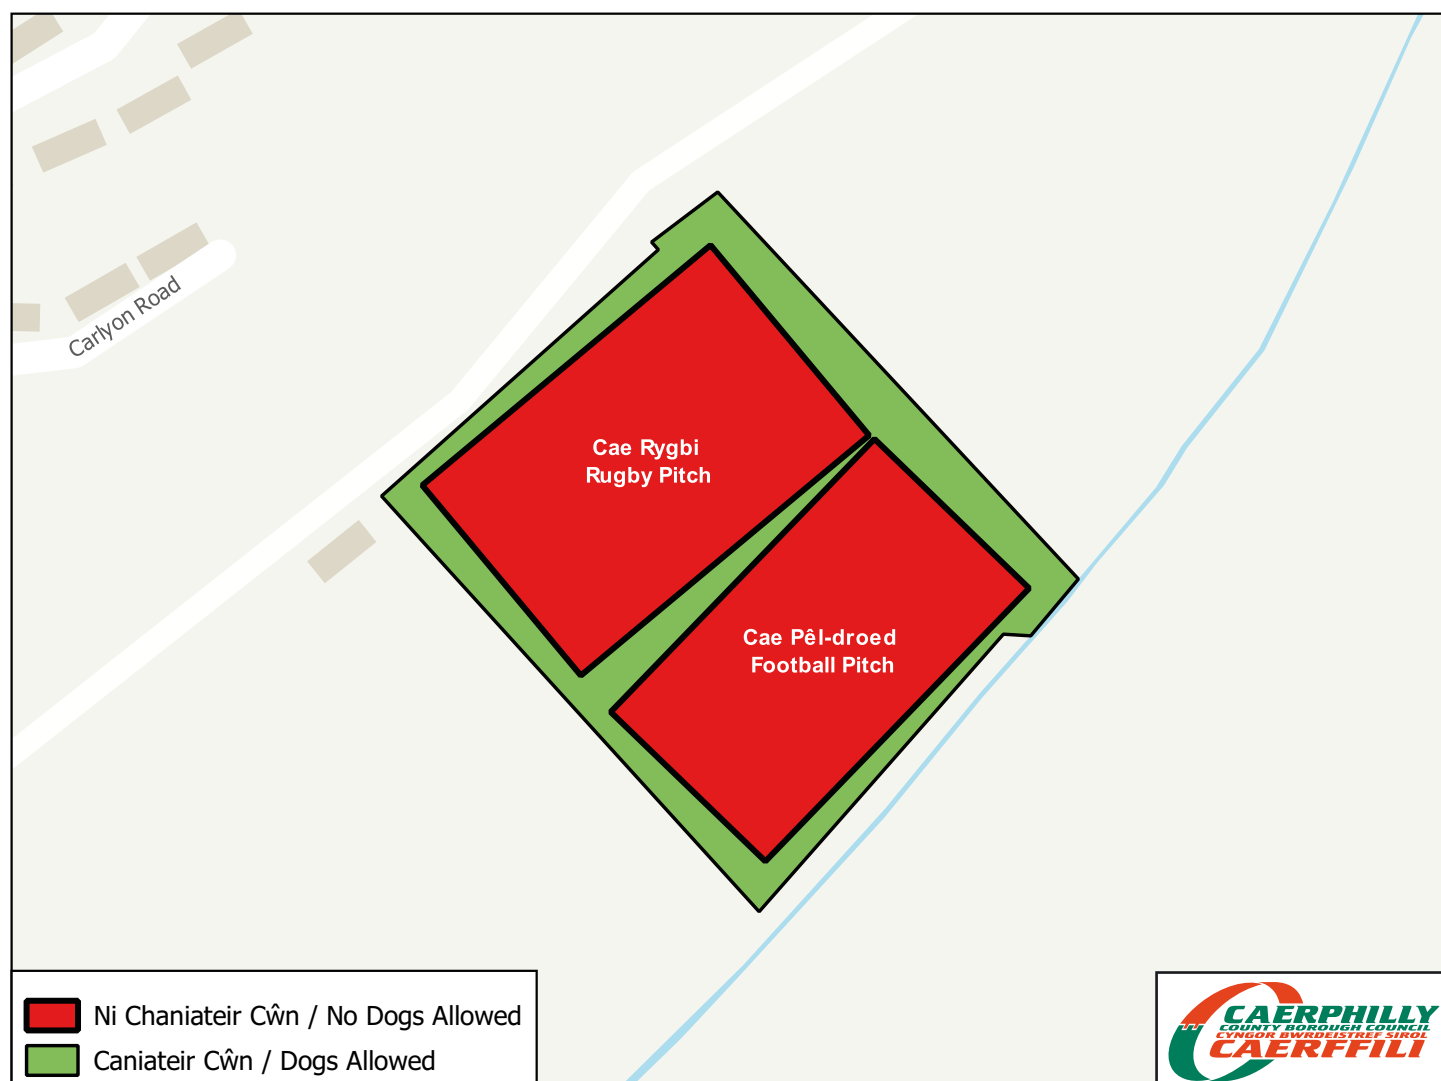 Carlyon Road
Cae Rygbi
Rugby Pitch
Cae Pêl-droed
Football Pitch
Ni Chaniateir Cŵn / No Dogs Allowed
Caniateir Cŵn / Dogs Allowed
CAERPHILLY
COUNTY BOROUGH COUNCIL
CYNGOR BWRDEISTREF SIROL
CAERFFILI